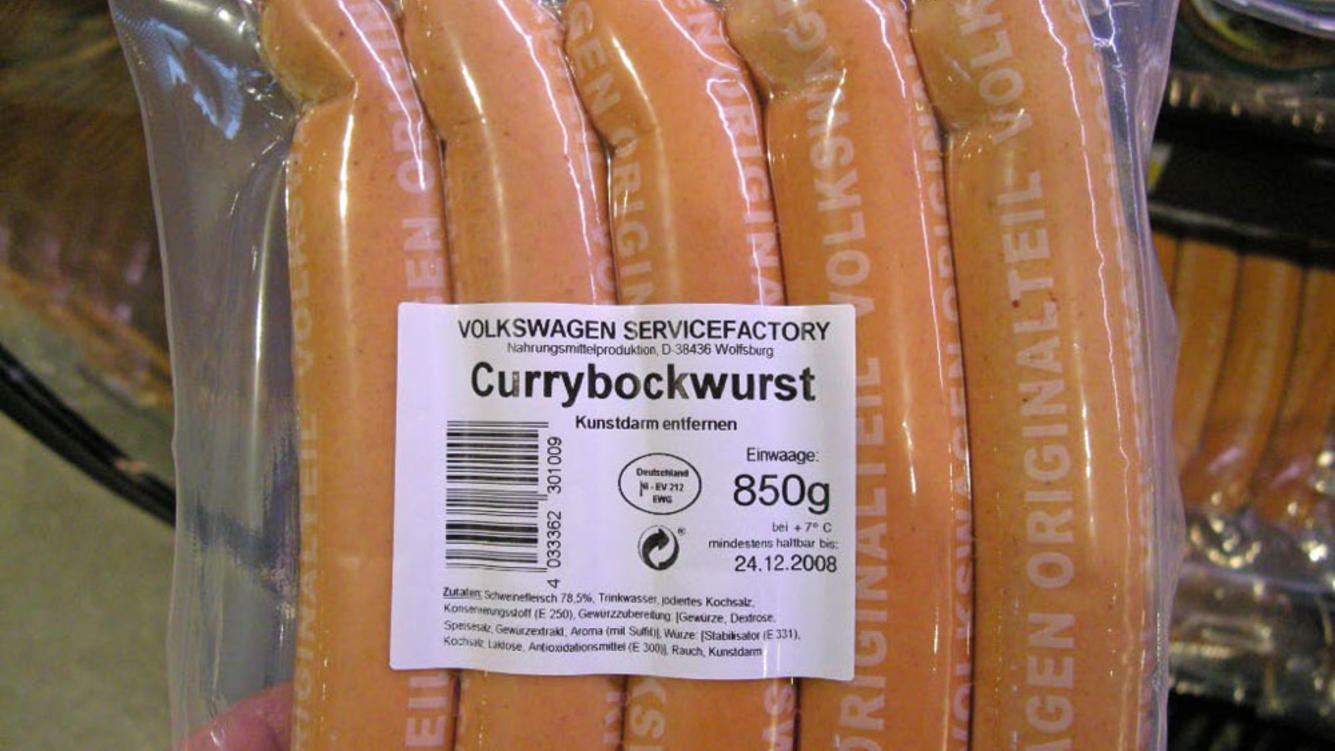 VOLKSWAGEN ORIGINALTEIL
VOLKSWAGEN SERVICEFACTORY
Nahrungsmittelproduktion, D-38436 Wolfsburg
Currybockwurst
Kunstdarm entfernen
4 033362 301009
Deutschland
NI - EV 212
EWG
Einwaage:
850g
bei +7° C
mindestens haltbar bis:
24.12.2008
Zutaten: Schweinefleisch 78,5%, Trinkwasser, jodiertes Kochsalz,
Konservierungsstoff (E 250), Gewürzzubereitung: [Gewürze, Dextrose,
Speisesalz, Gewürzextrakt, Aroma (mit Sulfit)], Würze: [Stabilisator (E 331),
Kochsalz, Laktose, Antioxidationsmittel (E 300)], Rauch, Kunstdarm